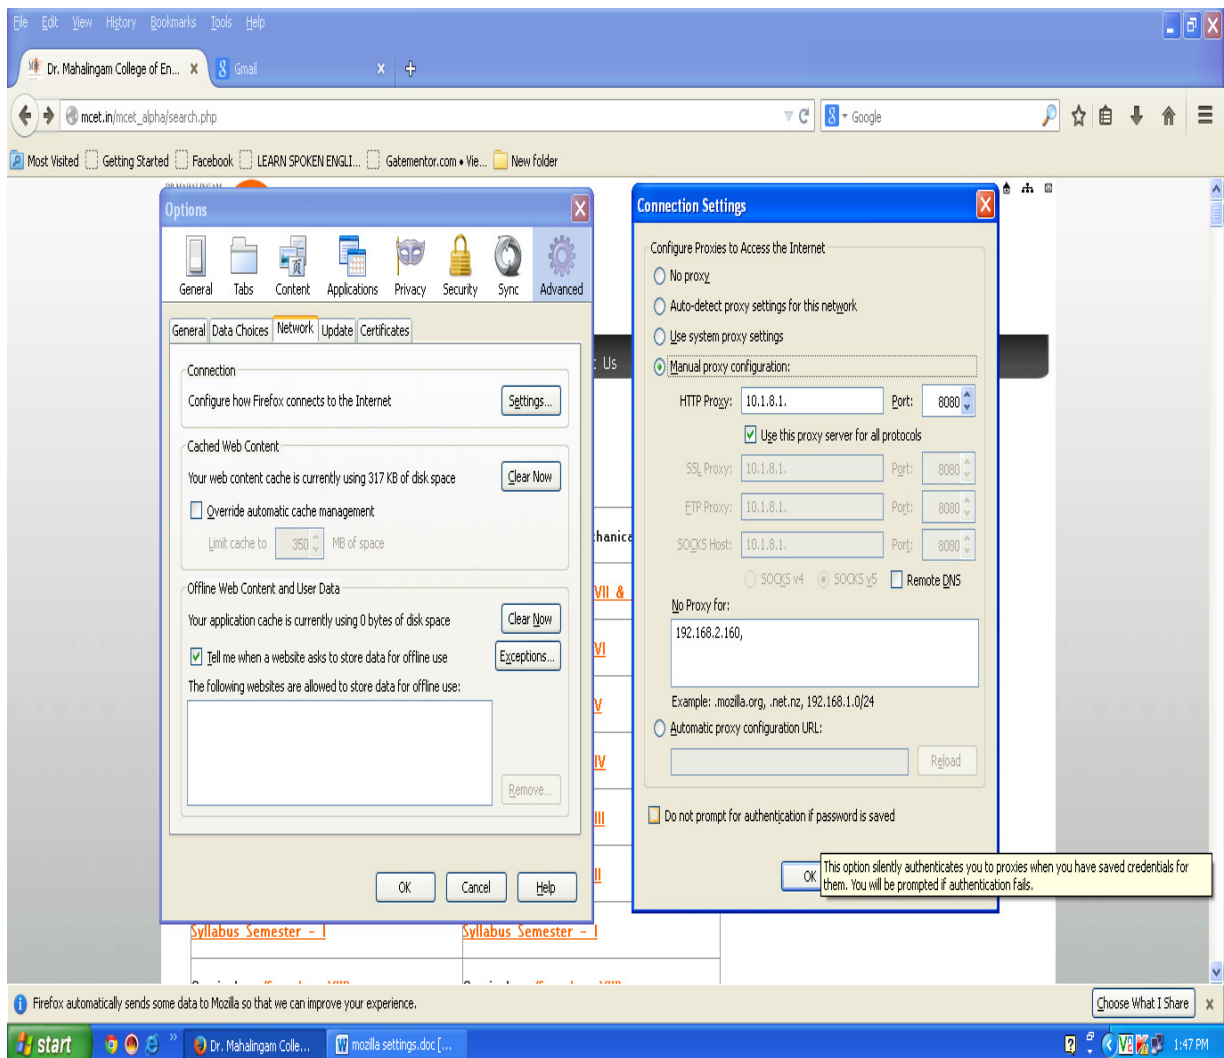 File Edit View History Bookmarks Tools Help
Dr. Mahalingam College of En... Gmail
mcet.in/mcet_alpha/search.php Google
Most Visited Getting Started Facebook LEARN SPOKEN ENGLI... Gatementor.com • Vie... New folder
Options
General Tabs Content Applications Privacy Security Sync Advanced
General Data Choices Network Update Certificates
Connection
Configure how Firefox connects to the Internet Settings...
Cached Web Content
Your web content cache is currently using 317 KB of disk space Clear Now
Override automatic cache management
Limit cache to 350 MB of space
Offline Web Content and User Data
Your application cache is currently using 0 bytes of disk space Clear Now
Tell me when a website asks to store data for offline use Exceptions...
The following websites are allowed to store data for offline use:
Remove...
OK Cancel Help
Us
hanica
VII &
VI
V
IV
III
II
Connection Settings
Configure Proxies to Access the Internet
No proxy
Auto-detect proxy settings for this network
Use system proxy settings
Manual proxy configuration:
HTTP Proxy: 10.1.8.1. Port: 8080
Use this proxy server for all protocols
SSL Proxy: 10.1.8.1. Port: 8080
FTP Proxy: 10.1.8.1. Port: 8080
SOCKS Host: 10.1.8.1. Port: 8080
SOCKS v4 SOCKS v5 Remote DNS
No Proxy for:
192.168.2.160,
Example: .mozilla.org, .net.nz, 192.168.1.0/24
Automatic proxy configuration URL:
Reload
Do not prompt for authentication if password is saved
OK
This option silently authenticates you to proxies when you have saved credentials for
them. You will be prompted if authentication fails.
Syllabus Semester - I Syllabus Semester - I
Firefox automatically sends some data to Mozilla so that we can improve your experience. Choose What I Share
start Dr. Mahalingam Colle... mozilla settings.doc [... 1:47 PM